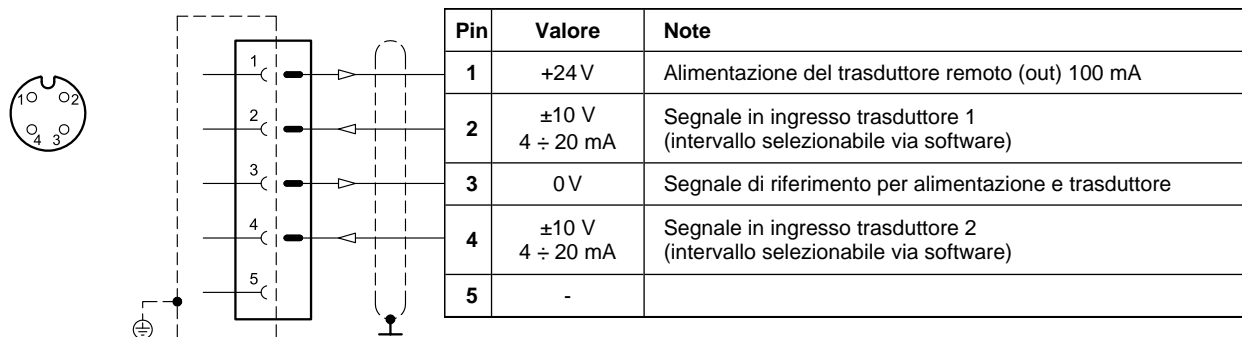 Pin Valore Note
1 +24 V Alimentazione del trasduttore remoto (out) 100 mA
2 ±10 V Segnale in ingresso trasduttore 1
4 ÷ 20 mA (intervallo selezionabile via software)
3 0 V Segnale di riferimento per alimentazione e trasduttore
4 ±10 V Segnale in ingresso trasduttore 2
4 ÷ 20 mA (intervallo selezionabile via software)
5 -
1 2
4 3
1
2
3
4
5